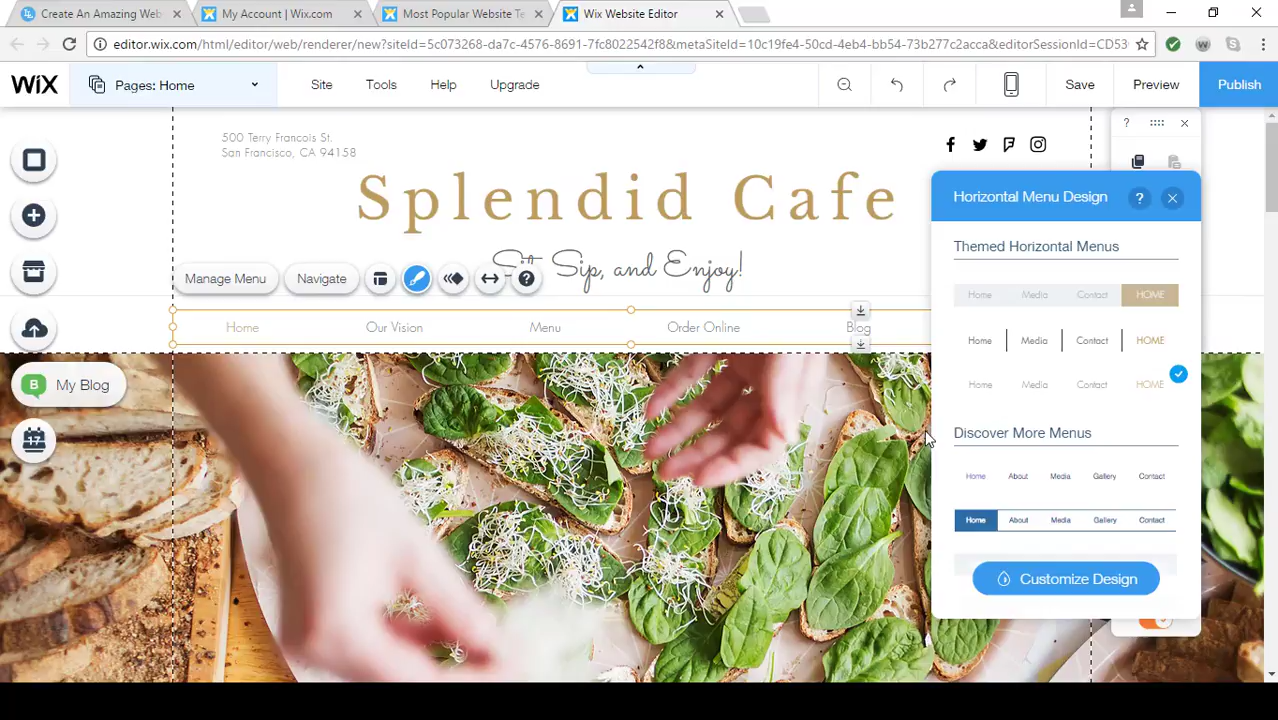 Create An Amazing Web
My Account | Wix.com
Most Popular Website Te
Wix Website Editor
editor.wix.com/html/editor/web/renderer/new?siteId=5c073268-da7c-4576-8691-7fc8022542f8&metaSiteId=10c19fe4-50cd-4eb4-bb54-73b277c2acca&editorSessionId=CD53
WiX Pages: Home Site Tools Help Upgrade Save Preview Publish
500 Terry Francois St.
San Francisco, CA 94158
Splendid Cafe
Sit, Sip, and Enjoy!
Manage Menu Navigate
Home Our Vision Menu Order Online Blog
B My Blog
17
Horizontal Menu Design
Themed Horizontal Menus
Home Media Contact HOME
Home Media Contact HOME
Home Media Contact HOME
Discover More Menus
Home About Media Gallery Contact
Home About Media Gallery Contact
Customize Design